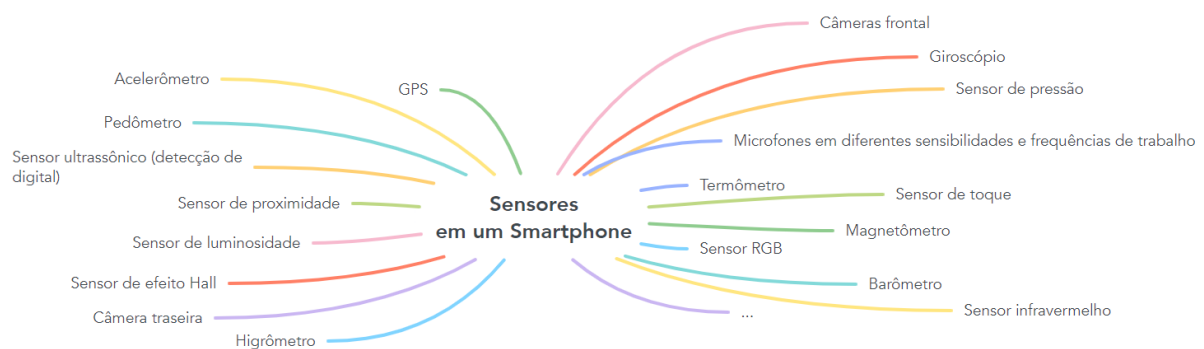 Câmeras frontal
Giroscópio
Acelerômetro
GPS
Sensor de pressão
Pedômetro
Microfones em diferentes sensibilidades e frequências de trabalho
Sensor ultrassônico (detecção de
digital)
Termômetro
Sensor de toque
Sensor de proximidade
Sensores
em um Smartphone
Magnetômetro
Sensor de luminosidade
Sensor RGB
Sensor de efeito Hall
Barômetro
Câmera traseira
Sensor infravermelho
...
Higrômetro